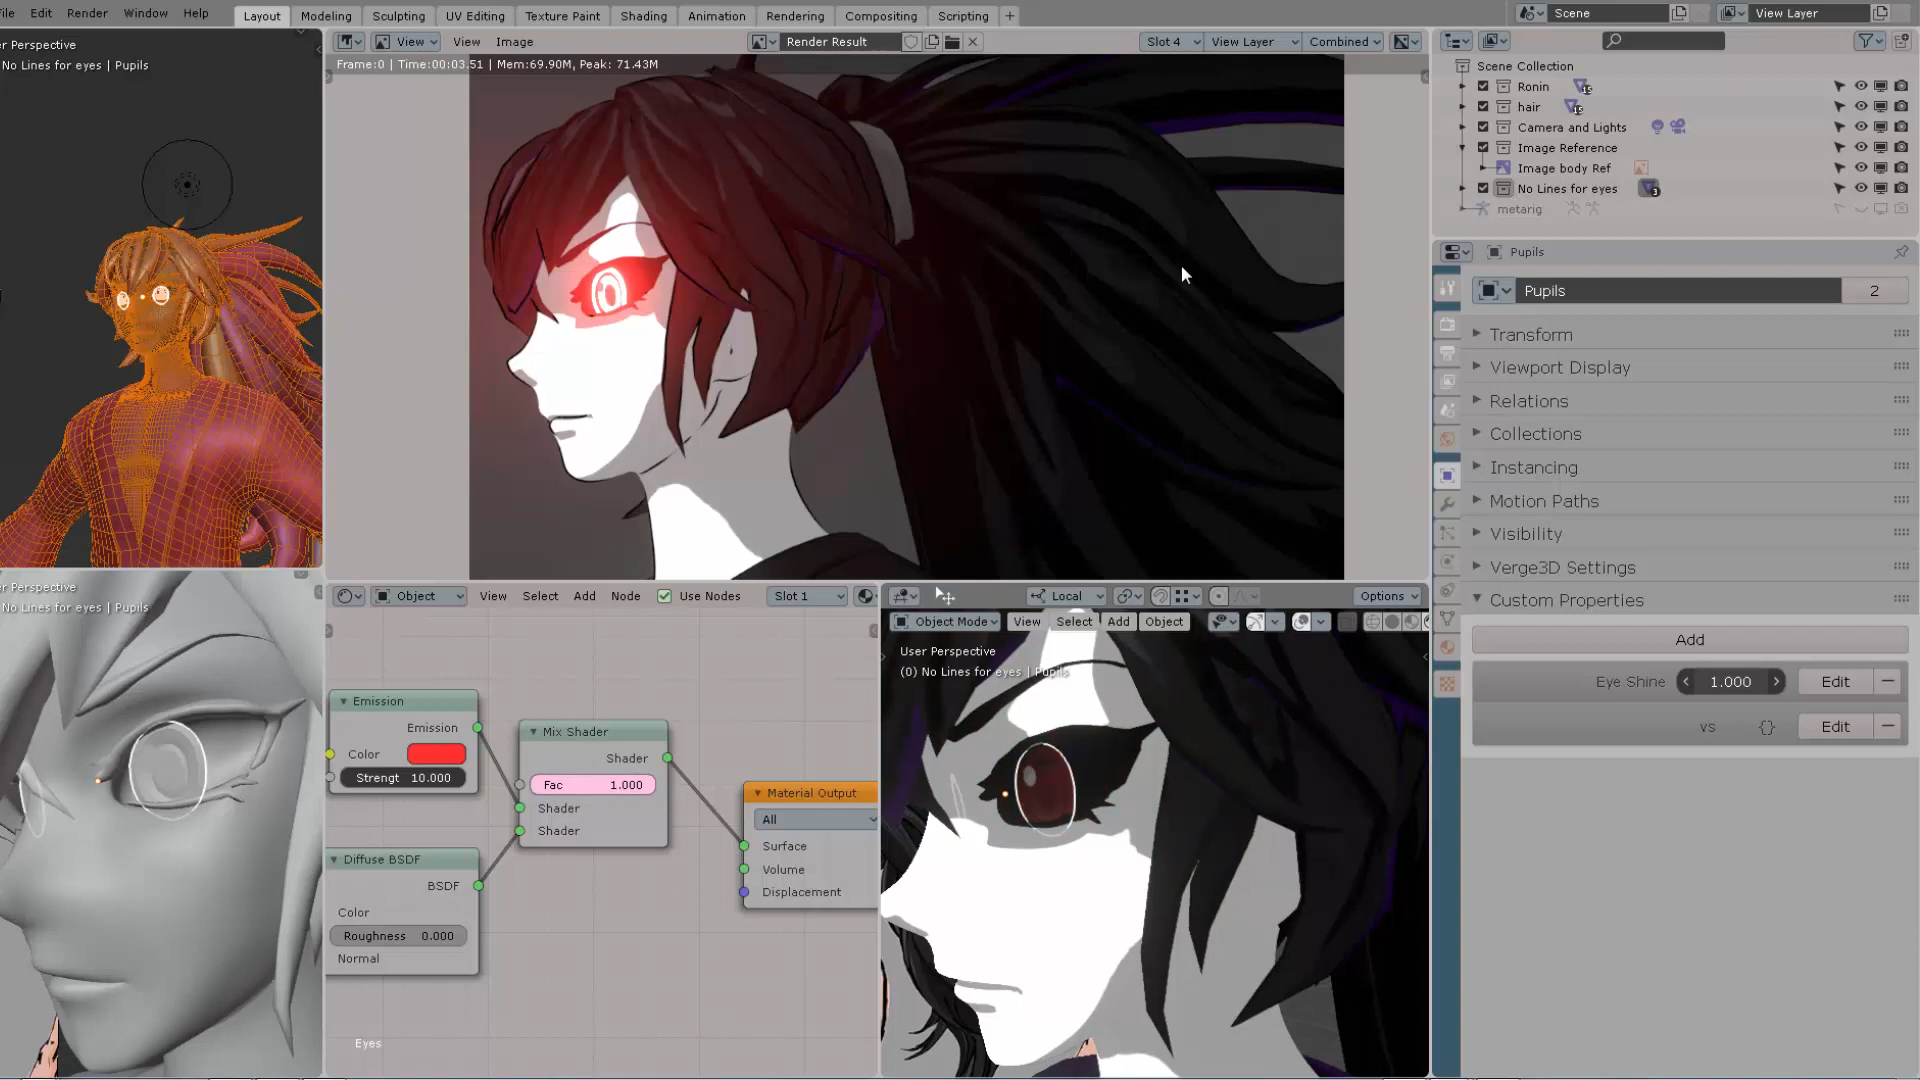 File Edit Render Window Help Layout Modeling Sculpting UV Editing Texture Paint Shading Animation Rendering Compositing Scripting + Scene View Layer
er Perspective
No Lines for eyes | Pupils
View View Image Render Result Slot 4 View Layer Combined
Frame:0 | Time:00:03.51 | Mem:69.90M, Peak: 71.43M
Scene Collection
Ronin 15
hair 15
Camera and Lights
Image Reference
Image body Ref
No Lines for eyes 3
metarig
Pupils
Pupils 2
Transform
Viewport Display
Relations
Collections
Instancing
Motion Paths
Visibility
Verge3D Settings
Custom Properties
Add
Eye Shine 1.000 Edit
vs {} Edit
er Perspective
No Lines for eyes | Pupils
Object View Select Add Node Use Nodes Slot 1
Emission
Emission
Color
Strengt 10.000
Mix Shader
Shader
Fac 1.000
Shader
Shader
Material Output
All
Surface
Volume
Displacement
Diffuse BSDF
BSDF
Color
Roughness 0.000
Normal
Eyes
Local Options
Object Mode View Select Add Object
User Perspective
(0) No Lines for eyes | Pupils